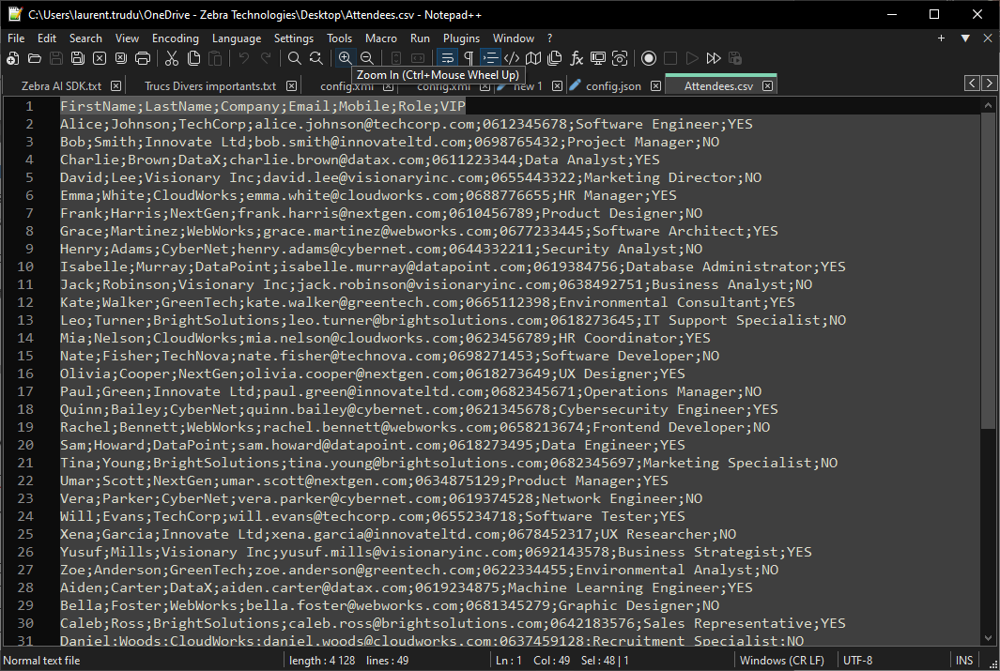 C:\Users\laurent.trudu\OneDrive - Zebra Technologies\Desktop\Attendees.csv - Notepad++
File Edit Search View Encoding Language Settings Tools Macro Run Plugins Window ?
Zoom In (Ctrl+Mouse Wheel Up)
Zebra AI SDK.txt Trucs Divers importants.txt config.xml config.xml new 1 config.json Attendees.csv
1 FirstName;LastName;Company;Email;Mobile;Role;VIP
2 Alice;Johnson;TechCorp;alice.johnson@techcorp.com;0612345678;Software Engineer;YES
3 Bob;Smith;Innovate Ltd;bob.smith@innovateltd.com;0698765432;Project Manager;NO
4 Charlie;Brown;DataX;charlie.brown@datax.com;0611223344;Data Analyst;YES
5 David;Lee;Visionary Inc;david.lee@visionaryinc.com;0655443322;Marketing Director;NO
6 Emma;White;CloudWorks;emma.white@cloudworks.com;0688776655;HR Manager;YES
7 Frank;Harris;NextGen;frank.harris@nextgen.com;0610456789;Product Designer;NO
8 Grace;Martinez;WebWorks;grace.martinez@webworks.com;0677233445;Software Architect;YES
9 Henry;Adams;CyberNet;henry.adams@cybernet.com;0644332211;Security Analyst;NO
10 Isabelle;Murray;DataPoint;isabelle.murray@datapoint.com;0619384756;Database Administrator;YES
11 Jack;Robinson;Visionary Inc;jack.robinson@visionaryinc.com;0638492751;Business Analyst;NO
12 Kate;Walker;GreenTech;kate.walker@greentech.com;0665112398;Environmental Consultant;YES
13 Leo;Turner;BrightSolutions;leo.turner@brightsolutions.com;0618273645;IT Support Specialist;NO
14 Mia;Nelson;CloudWorks;mia.nelson@cloudworks.com;0623456789;HR Coordinator;YES
15 Nate;Fisher;TechNova;nate.fisher@technova.com;0698271453;Software Developer;NO
16 Olivia;Cooper;NextGen;olivia.cooper@nextgen.com;0618273649;UX Designer;YES
17 Paul;Green;Innovate Ltd;paul.green@innovateltd.com;0682345671;Operations Manager;NO
18 Quinn;Bailey;CyberNet;quinn.bailey@cybernet.com;0621345678;Cybersecurity Engineer;YES
19 Rachel;Bennett;WebWorks;rachel.bennett@webworks.com;0658213674;Frontend Developer;NO
20 Sam;Howard;DataPoint;sam.howard@datapoint.com;0618273495;Data Engineer;YES
21 Tina;Young;BrightSolutions;tina.young@brightsolutions.com;0682345697;Marketing Specialist;NO
22 Umar;Scott;NextGen;umar.scott@nextgen.com;0634875129;Product Manager;YES
23 Vera;Parker;CyberNet;vera.parker@cybernet.com;0619374528;Network Engineer;NO
24 Will;Evans;TechCorp;will.evans@techcorp.com;0655234718;Software Tester;YES
25 Xena;Garcia;Innovate Ltd;xena.garcia@innovateltd.com;0678452317;UX Researcher;NO
26 Yusuf;Mills;Visionary Inc;yusuf.mills@visionaryinc.com;0692143578;Business Strategist;YES
27 Zoe;Anderson;GreenTech;zoe.anderson@greentech.com;0622334455;Environmental Analyst;NO
28 Aiden;Carter;DataX;aiden.carter@datax.com;0619234875;Machine Learning Engineer;YES
29 Bella;Foster;WebWorks;bella.foster@webworks.com;0681345279;Graphic Designer;NO
30 Caleb;Ross;BrightSolutions;caleb.ross@brightsolutions.com;0642183576;Sales Representative;YES
31 Daniel;Woods;CloudWorks;daniel.woods@cloudworks.com;0637459128;Recruitment Specialist;NO
Normal text file length : 4 128 lines : 49 Ln : 1 Col : 49 Sel : 48 | 1 Windows (CR LF) UTF-8 INS